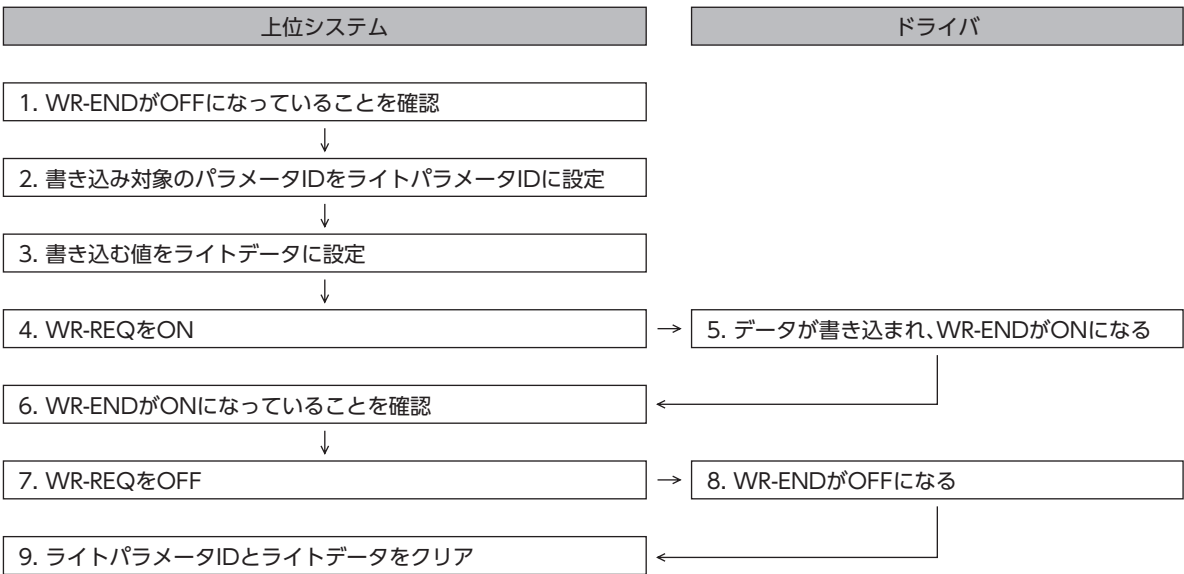 上位システム
ドライバ
1. WR-ENDがOFFになっていることを確認
2. 書き込み対象のパラメータIDをライトパラメータIDに設定
3. 書き込む値をライトデータに設定
4. WR-REQをON
5. データが書き込まれ、WR-ENDがONになる
6. WR-ENDがONになっていることを確認
7. WR-REQをOFF
8. WR-ENDがOFFになる
9. ライトパラメータIDとライトデータをクリア